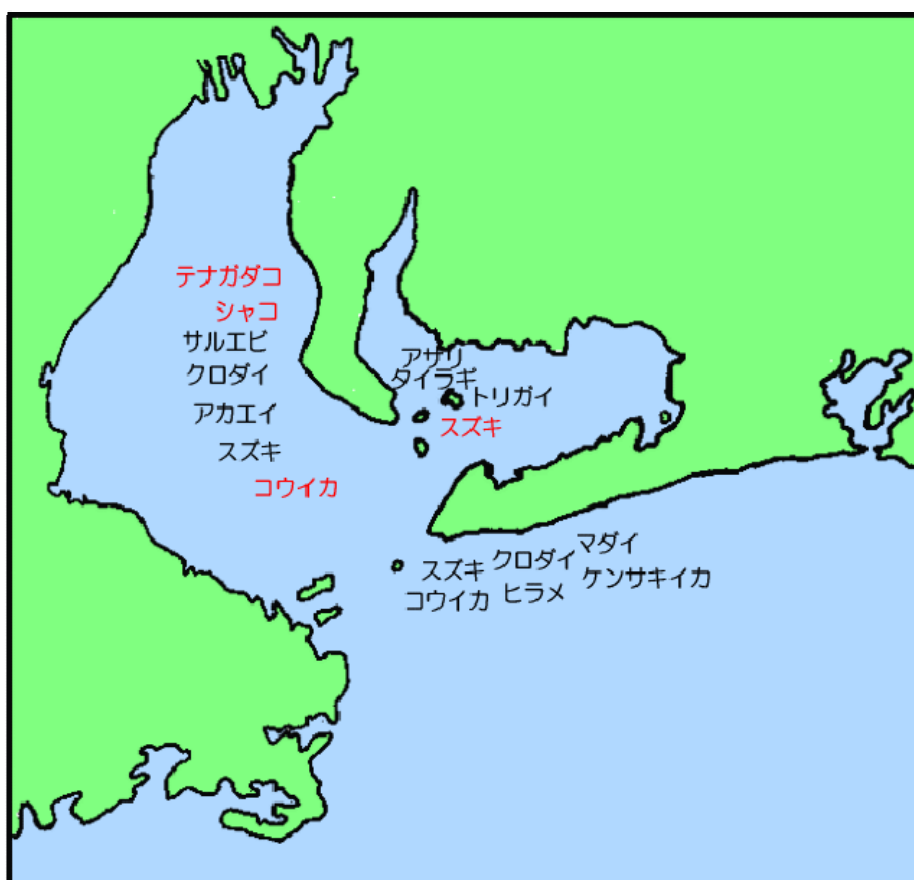 テナガダコ
シャコ
サルエビ
クロダイ
アカエイ
スズキ
コウイカ
アサリ
タイラギ
トリガイ
スズキ
マダイ
クロダイ
スズキ
ケンサキイカ
ヒラメ
コウイカ